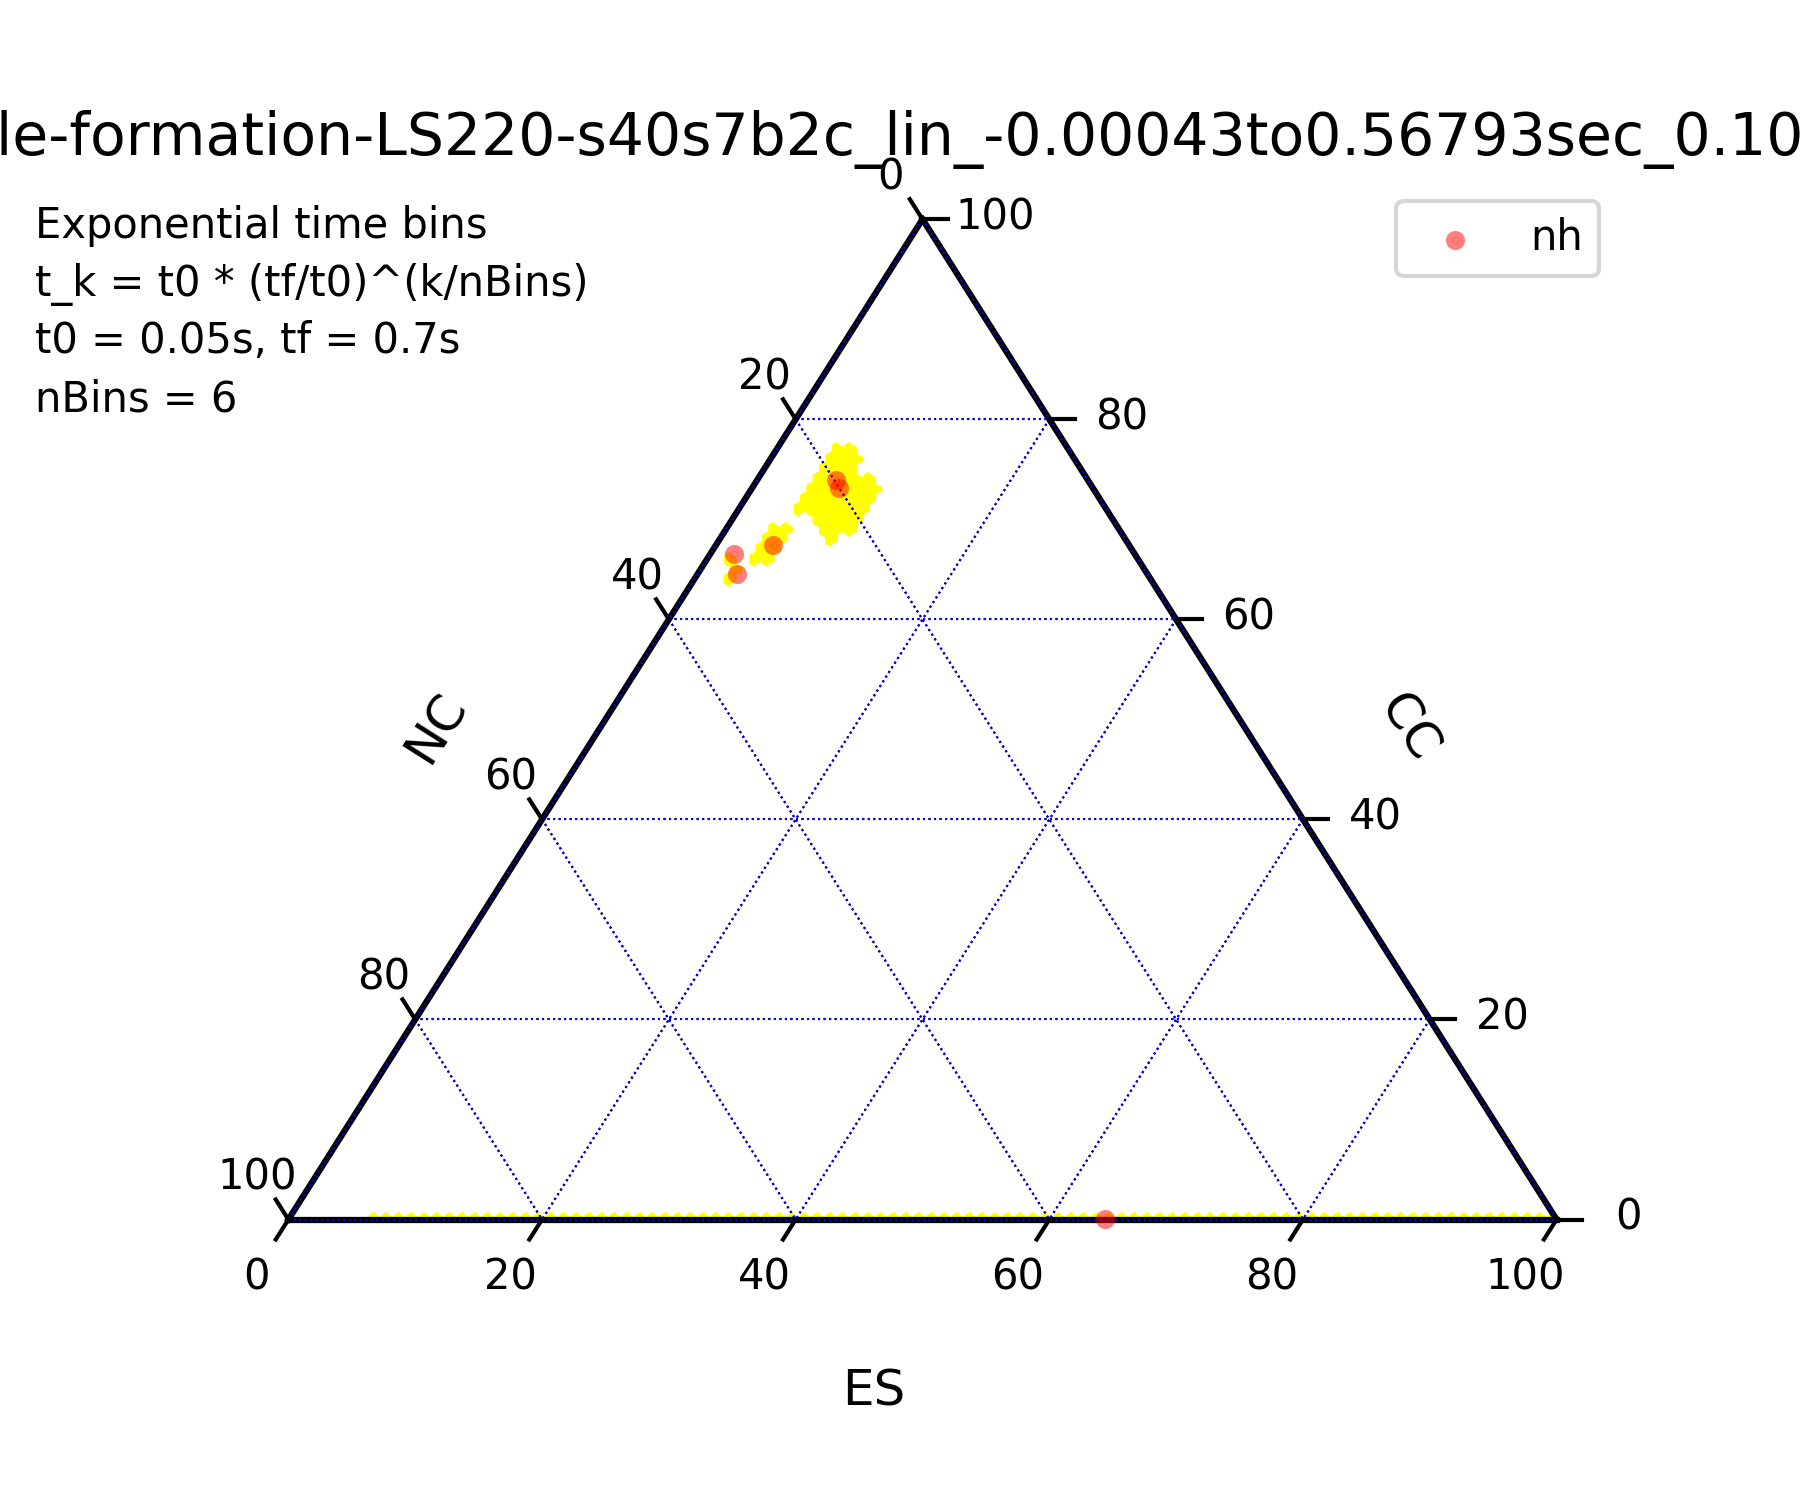 le-formation-LS220-s40s7b2c_lin_-0.00043to0.56793sec_0.10
Exponential time bins
t_k = t0 * (tf/t0)^(k/nBins)
t0 = 0.05s, tf = 0.7s
nBins = 6
nh
0
100
20
80
40
60
NC
CC
60
40
80
20
100
0
0
20
40
60
80
100
ES